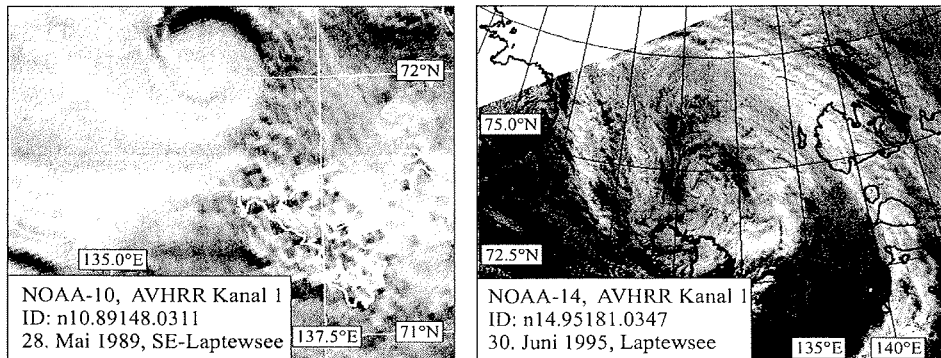 72°N
135.0°E
NOAA-10, AVHRR Kanal 1
ID: n10.89148.0311
28. Mai 1989, SE-Laptewsee
137.5°E
71°N
75.0°N
72.5°N
NOAA-14, AVHRR Kanal 1
ID: n14.95181.0347
30. Juni 1995, Laptewsee
135°E
140°E